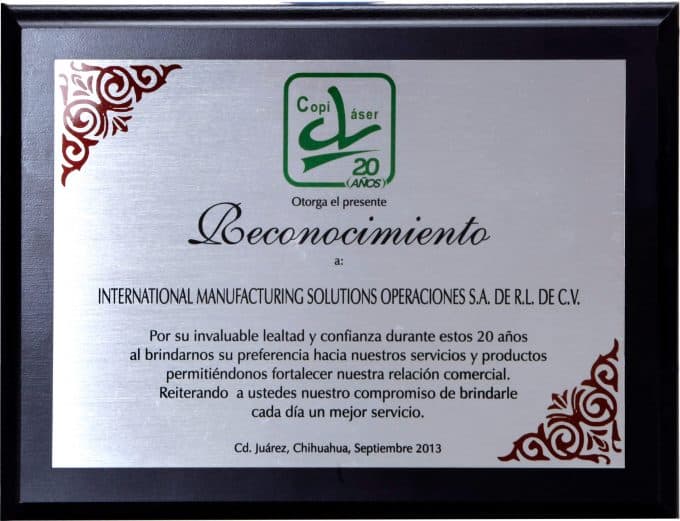 Copi Láser
20
(AÑOS)
Otorga el presente
Reconocimiento
a:
INTERNATIONAL MANUFACTURING SOLUTIONS OPERACIONES S.A. DE R.L. DE C.V.
Por su invaluable lealtad y confianza durante estos 20 años
al brindarnos su preferencia hacia nuestros servicios y productos
permitiéndonos fortalecer nuestra relación comercial.
Reiterando a ustedes nuestro compromiso de brindarle
cada día un mejor servicio.
Cd. Juárez, Chihuahua, Septiembre 2013